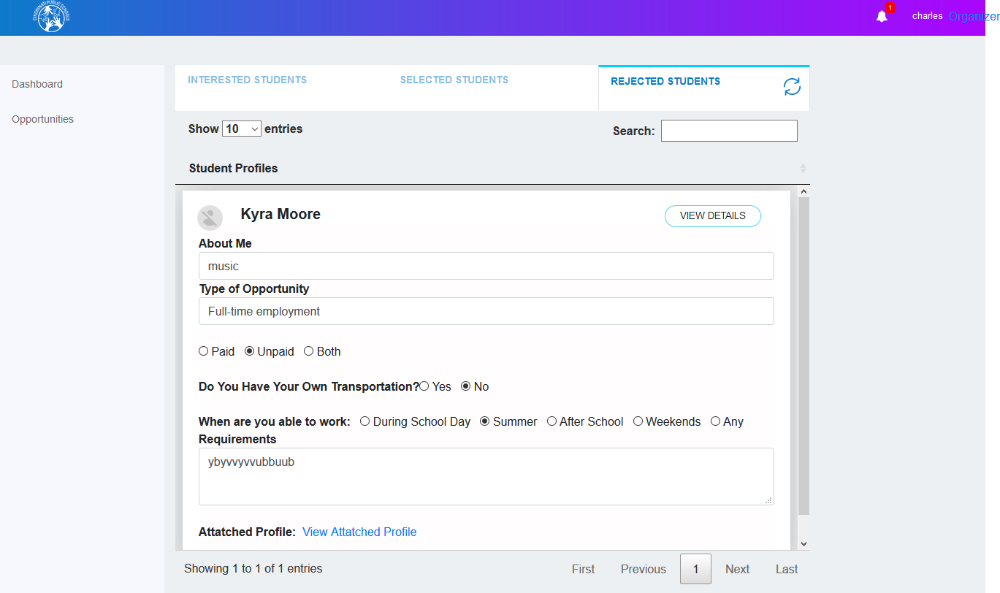 CINCINNATI PUBLIC SCHOOLS
1
charles Organizer
Dashboard
Opportunities
INTERESTED STUDENTS SELECTED STUDENTS REJECTED STUDENTS
Show 10 entries Search:
Student Profiles
Kyra Moore VIEW DETAILS
About Me
music
Type of Opportunity
Full-time employment
Paid Unpaid Both
Do You Have Your Own Transportation? Yes No
When are you able to work: During School Day Summer After School Weekends Any
Requirements
ybyvvyvvubbuub
Attatched Profile: View Attatched Profile
Showing 1 to 1 of 1 entries First Previous 1 Next Last